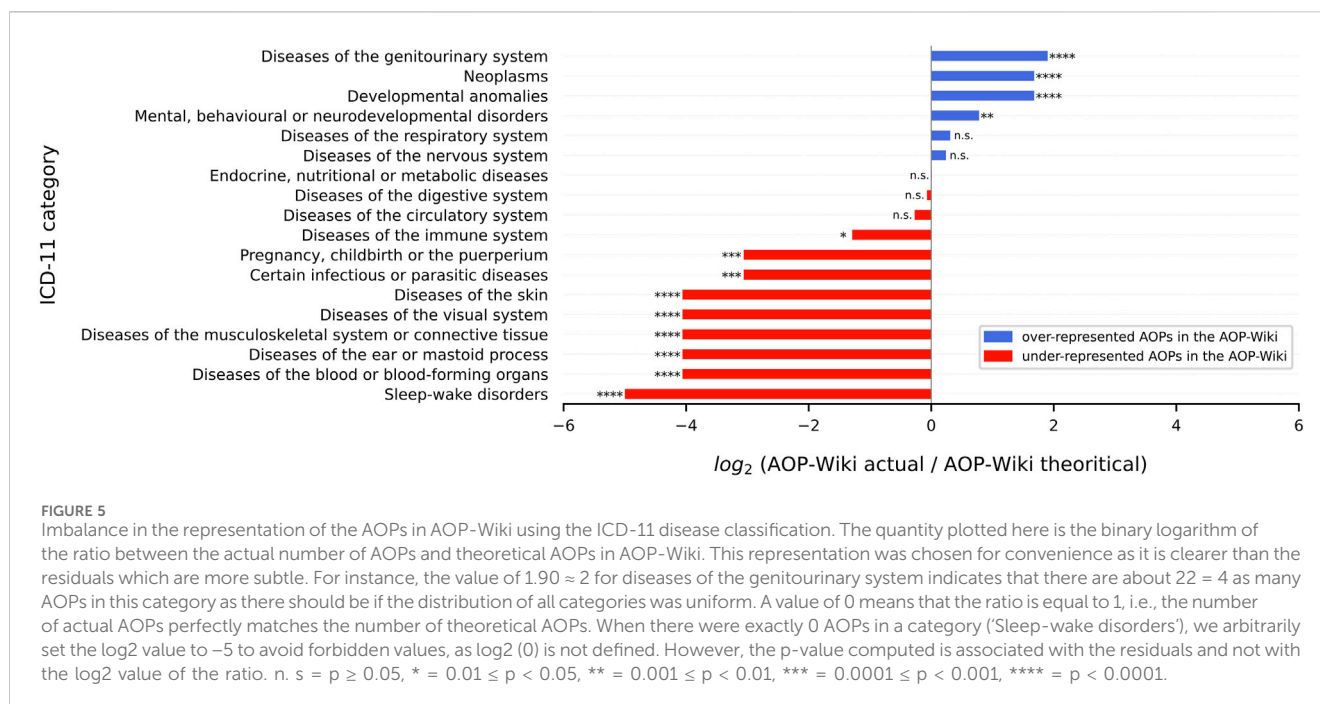 Diseases of the genitourinary system ****
Neoplasms ****
Developmental anomalies ****
Mental, behavioural or neurodevelopmental disorders **
Diseases of the respiratory system n.s.
Diseases of the nervous system n.s.
Endocrine, nutritional or metabolic diseases n.s.
Diseases of the digestive system n.s.
Diseases of the circulatory system n.s.
Diseases of the immune system *
Pregnancy, childbirth or the puerperium ***
Certain infectious or parasitic diseases ***
Diseases of the skin ****
Diseases of the visual system ****
Diseases of the musculoskeletal system or connective tissue ****
Diseases of the ear or mastoid process ****
Diseases of the blood or blood-forming organs ****
Sleep-wake disorders ****
ICD-11 category
over-represented AOPs in the AOP-Wiki
under-represented AOPs in the AOP-Wiki
−6 −4 −2 0 2 4 6
log2 (AOP-Wiki actual / AOP-Wiki theoritical)
FIGURE 5
Imbalance in the representation of the AOPs in AOP-Wiki using the ICD-11 disease classification. The quantity plotted here is the binary logarithm of
the ratio between the actual number of AOPs and theoretical AOPs in AOP-Wiki. This representation was chosen for convenience as it is clearer than the
residuals which are more subtle. For instance, the value of 1.90 ≈ 2 for diseases of the genitourinary system indicates that there are about 22 = 4 as many
AOPs in this category as there should be if the distribution of all categories was uniform. A value of 0 means that the ratio is equal to 1, i.e., the number
of actual AOPs perfectly matches the number of theoretical AOPs. When there were exactly 0 AOPs in a category (‘Sleep-wake disorders’), we arbitrarily
set the log2 value to −5 to avoid forbidden values, as log2 (0) is not defined. However, the p-value computed is associated with the residuals and not with
the log2 value of the ratio. n. s = p ≥ 0.05, * = 0.01 ≤ p < 0.05, ** = 0.001 ≤ p < 0.01, *** = 0.0001 ≤ p < 0.001, **** = p < 0.0001.